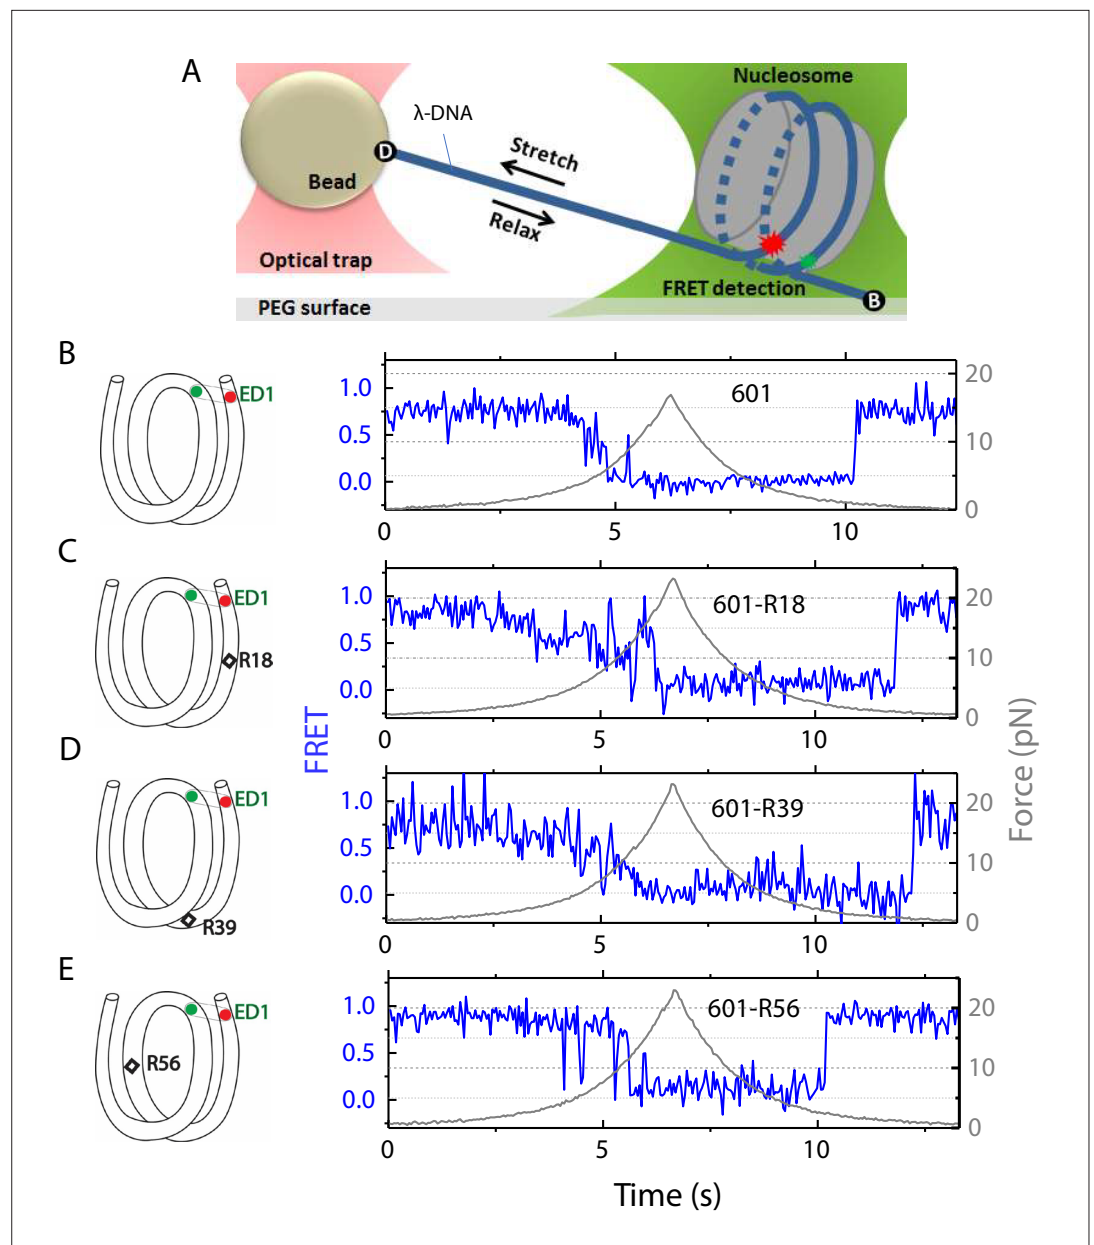 A
Nucleosome
λ-DNA
D
Stretch
Bead
Relax
Optical trap
FRET detection
B
PEG surface
B
ED1
601
1.0
0.5
0.0
20
10
0
0
5
10
C
ED1
R18
601-R18
1.0
0.5
0.0
20
10
0
0
5
10
D
ED1
R39
601-R39
1.0
0.5
0.0
20
10
0
0
5
10
E
ED1
R56
601-R56
1.0
0.5
0.0
20
10
0
0
5
10
FRET
Force (pN)
Time (s)